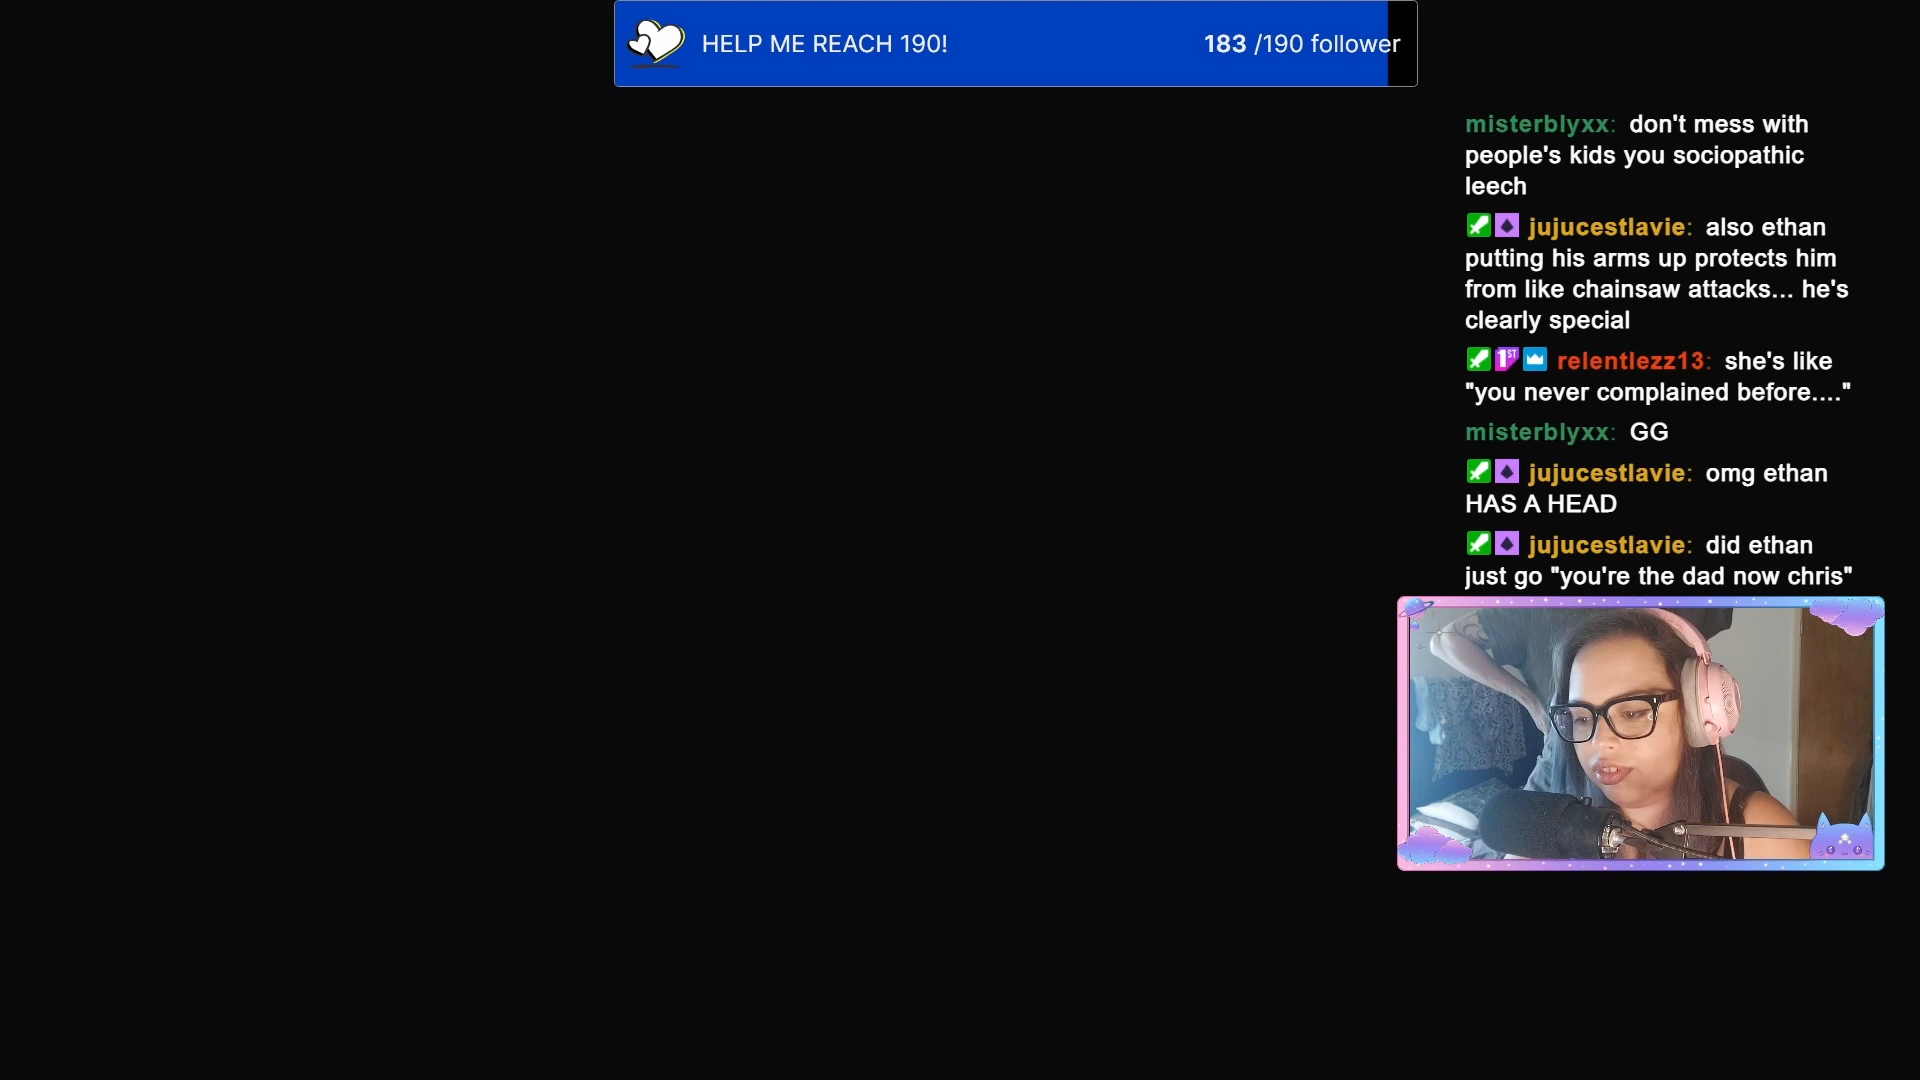 HELP ME REACH 190!
183 /190 follower
misterblyxx: don't mess with
people's kids you sociopathic
leech
jujucestlavie: also ethan
putting his arms up protects him
from like chainsaw attacks... he's
clearly special
1ST relentlezz13: she's like
"you never complained before...."
misterblyxx: GG
jujucestlavie: omg ethan
HAS A HEAD
jujucestlavie: did ethan
just go "you're the dad now chris"